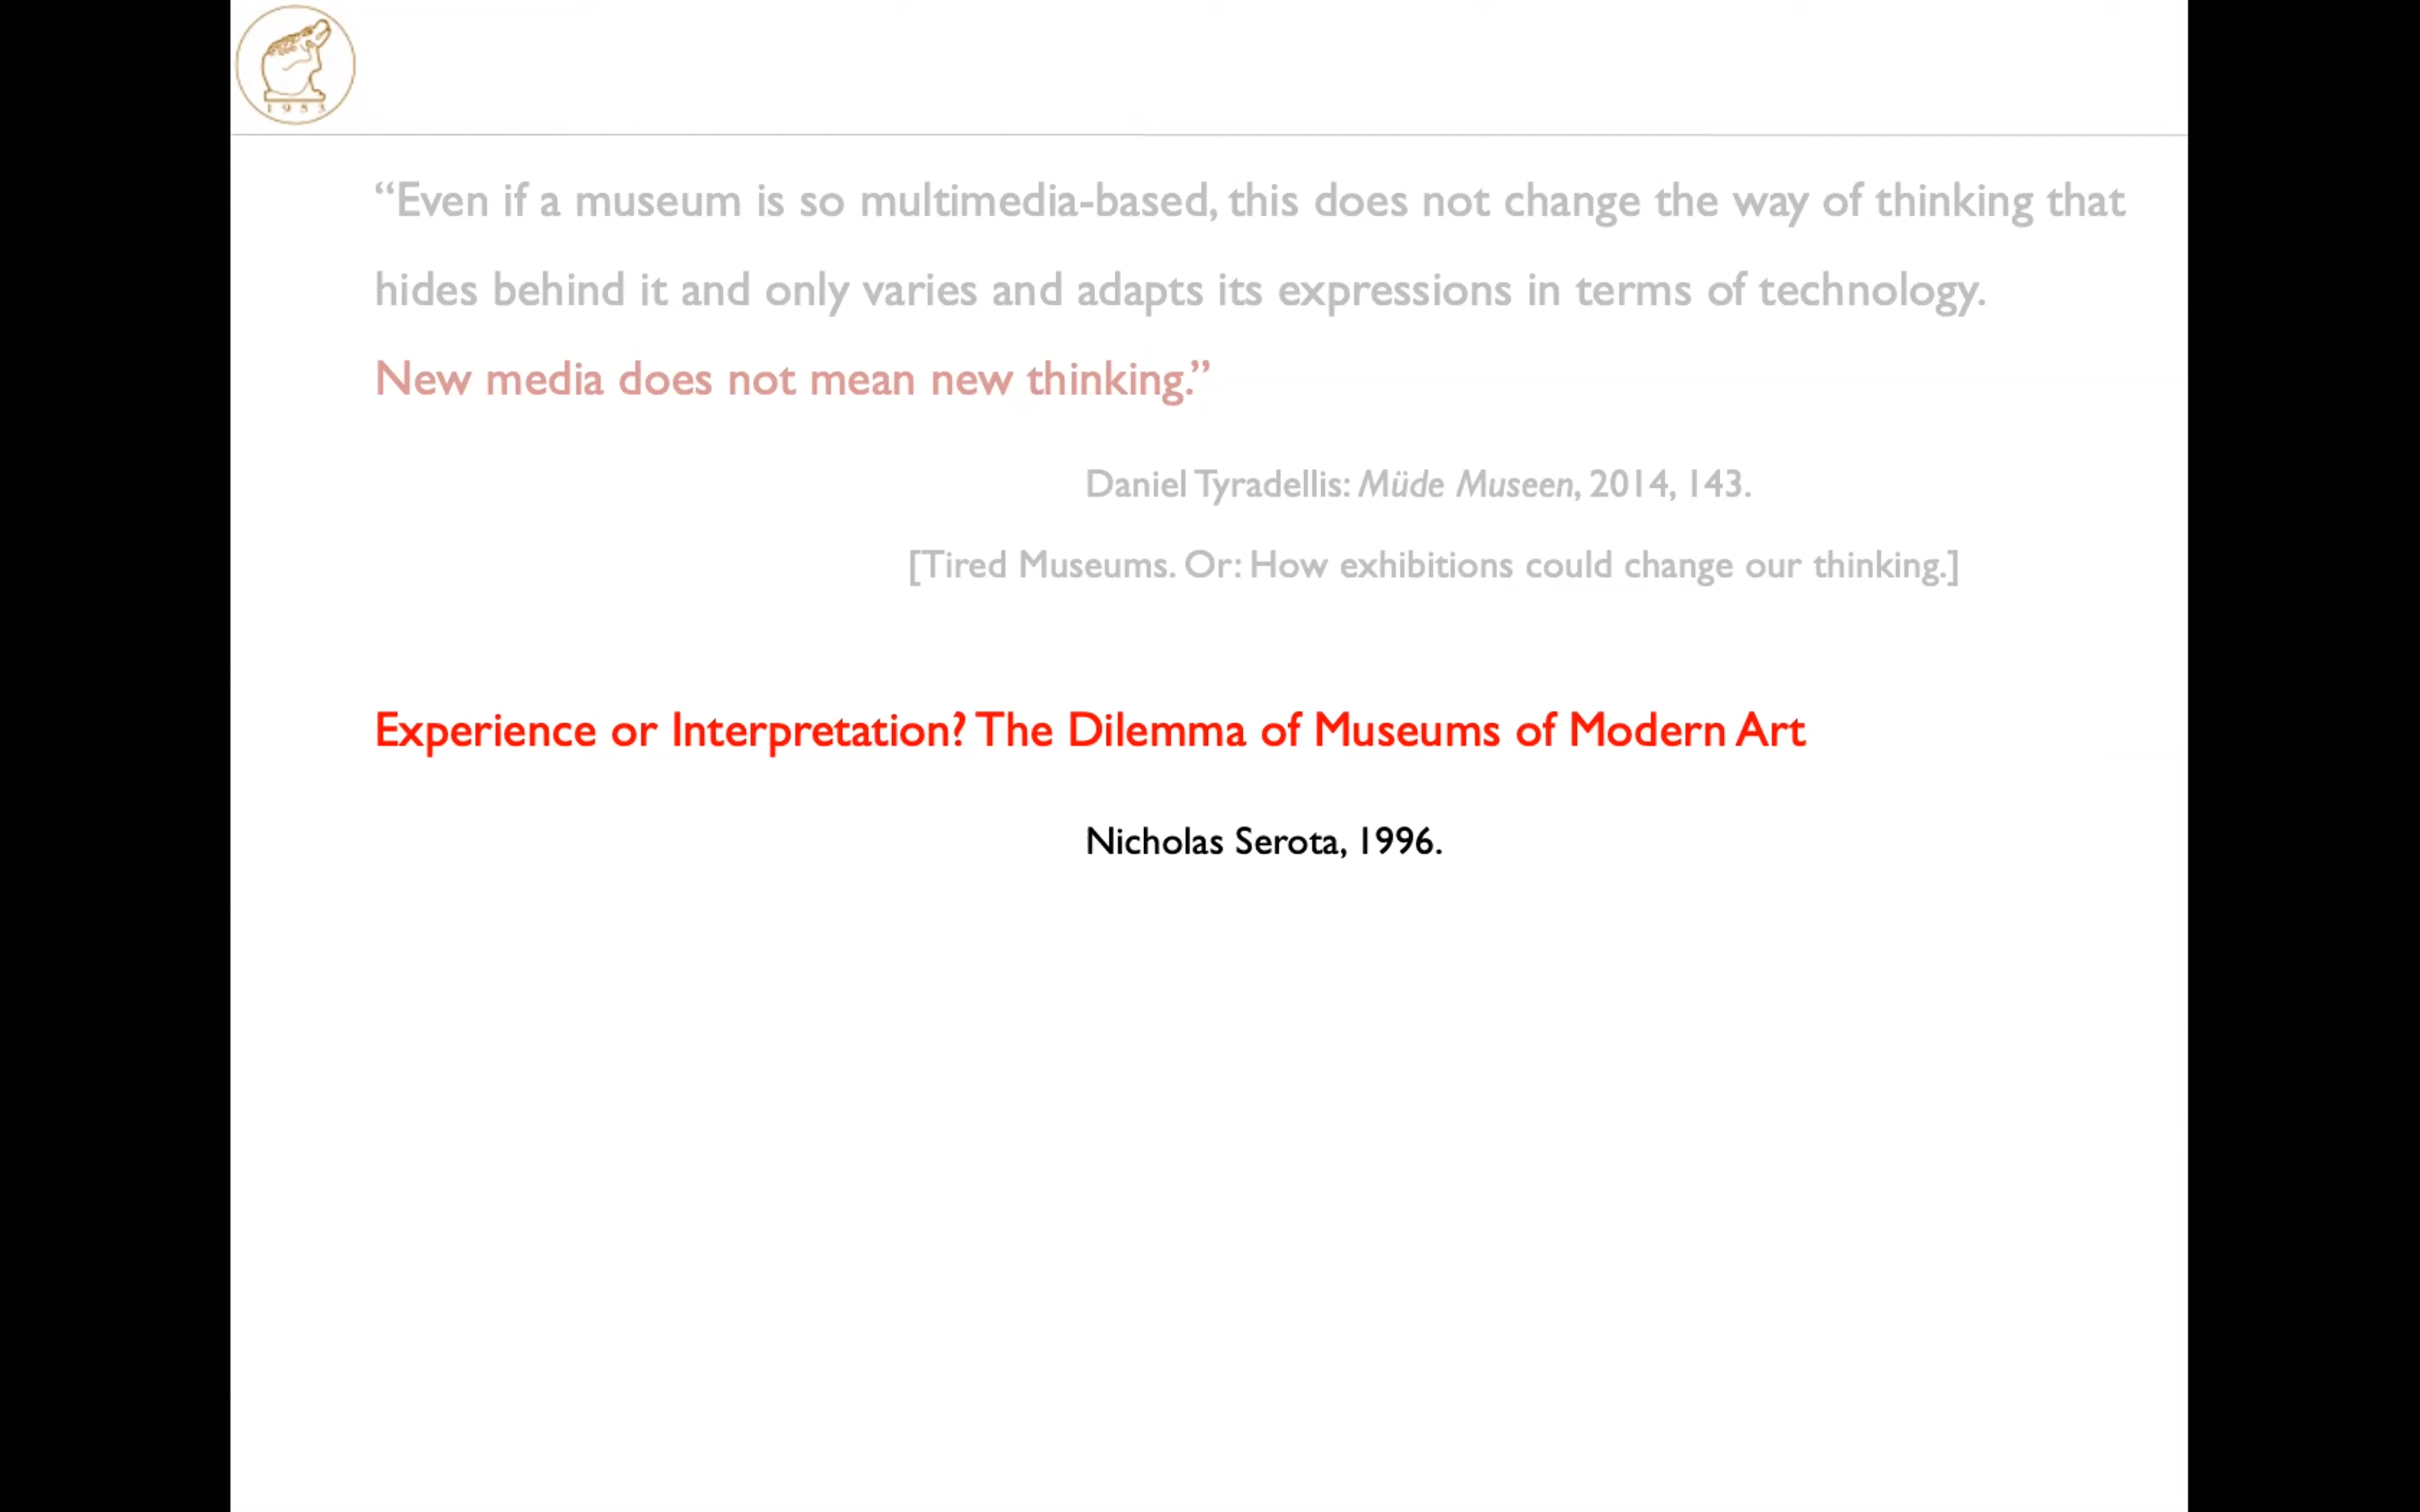 1953
“Even if a museum is so multimedia-based, this does not change the way of thinking that
hides behind it and only varies and adapts its expressions in terms of technology.
New media does not mean new thinking.”
Daniel Tyradellis: Müde Museen, 2014, 143.
[Tired Museums. Or: How exhibitions could change our thinking.]
Experience or Interpretation? The Dilemma of Museums of Modern Art
Nicholas Serota, 1996.